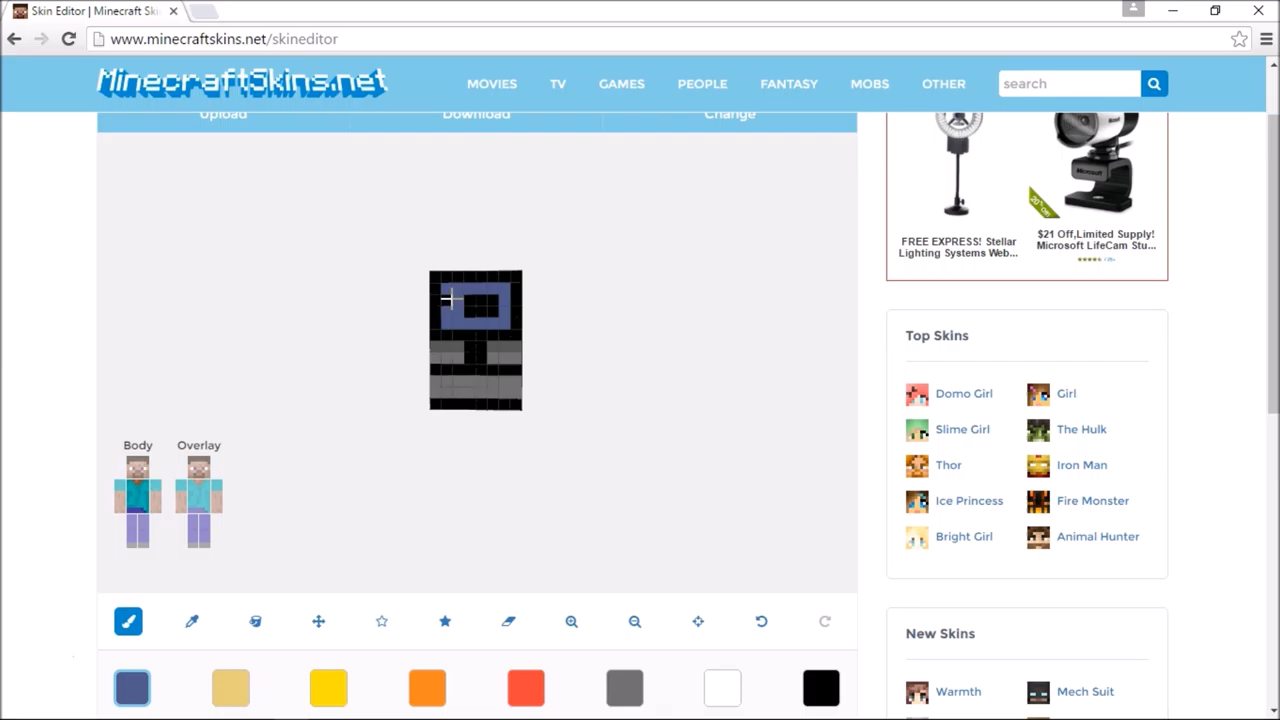 Skin Editor | Minecraft Ski
www.minecraftskins.net/skineditor
MinecraftSkins.net
MOVIES TV GAMES PEOPLE FANTASY MOBS OTHER
search
Upload Download Change
20% Off
FREE EXPRESS! Stellar
Lighting Systems Web...
Microsoft
$21 Off,Limited Supply!
Microsoft LifeCam Stu...
Top Skins
Domo Girl Girl
Slime Girl The Hulk
Thor Iron Man
Ice Princess Fire Monster
Bright Girl Animal Hunter
Body Overlay
New Skins
Warmth Mech Suit